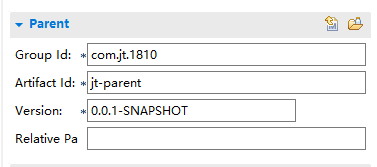 Parent
Group Id: * com.jt.1810
Artifact Id: * jt-parent
Version: * 0.0.1-SNAPSHOT
Relative Pa